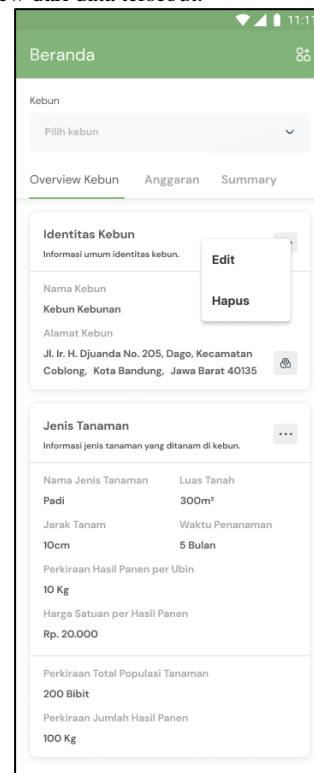 11:11
Beranda
Kebun
Pilih kebun
Overview Kebun Anggaran Summary
Identitas Kebun
Informasi umum identitas kebun.
Edit
Hapus
Nama Kebun
Kebun Kebunan
Alamat Kebun
Jl. Ir. H. Djuanda No. 205, Dago, Kecamatan
Coblong, Kota Bandung, Jawa Barat 40135
Jenis Tanaman
Informasi jenis tanaman yang ditanam di kebun.
Nama Jenis Tanaman Luas Tanah
Padi 300m²
Jarak Tanam Waktu Penanaman
10cm 5 Bulan
Perkiraan Hasil Panen per Ubin
10 Kg
Harga Satuan per Hasil Panen
Rp. 20.000
Perkiraan Total Populasi Tanaman
200 Bibit
Perkiraan Jumlah Hasil Panen
100 Kg